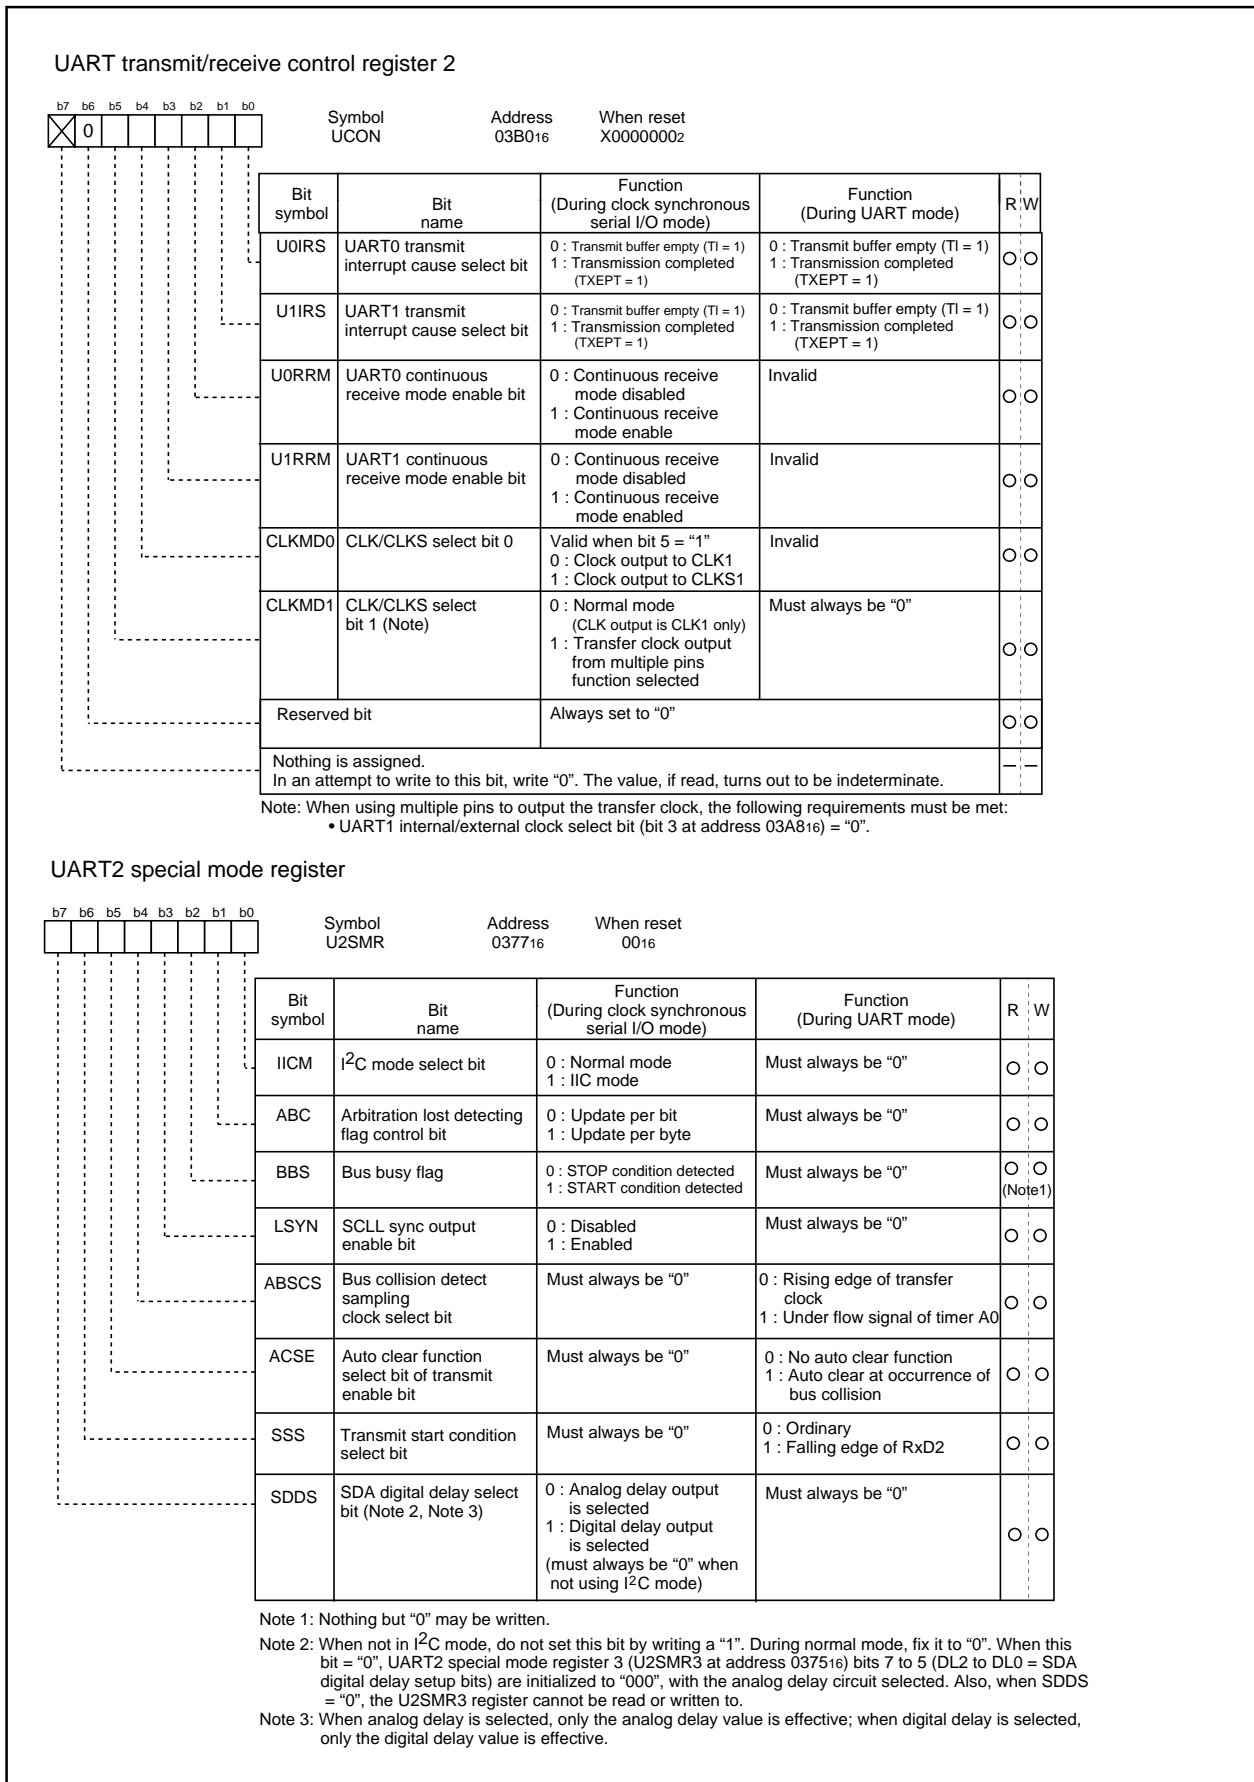 UART transmit/receive control register 2
b7 b6 b5 b4 b3 b2 b1 b0
0
Symbol Address When reset
UCON 03B016 X00000002
Bit symbol Bit name Function (During clock synchronous serial I/O mode) Function (During UART mode) R W
U0IRS UART0 transmit interrupt cause select bit
0 : Transmit buffer empty (TI = 1)
1 : Transmission completed
(TXEPT = 1)
0 : Transmit buffer empty (TI = 1)
1 : Transmission completed
(TXEPT = 1)
U1IRS UART1 transmit interrupt cause select bit
0 : Transmit buffer empty (TI = 1)
1 : Transmission completed
(TXEPT = 1)
0 : Transmit buffer empty (TI = 1)
1 : Transmission completed
(TXEPT = 1)
U0RRM UART0 continuous receive mode enable bit
0 : Continuous receive
mode disabled
1 : Continuous receive
mode enable
Invalid
U1RRM UART1 continuous receive mode enable bit
0 : Continuous receive
mode disabled
1 : Continuous receive
mode enabled
Invalid
CLKMD0 CLK/CLKS select bit 0
Valid when bit 5 = “1”
0 : Clock output to CLK1
1 : Clock output to CLKS1
Invalid
CLKMD1 CLK/CLKS select bit 1 (Note)
0 : Normal mode
(CLK output is CLK1 only)
1 : Transfer clock output
from multiple pins
function selected
Must always be “0”
Reserved bit Always set to “0”
Nothing is assigned.
In an attempt to write to this bit, write “0”. The value, if read, turns out to be indeterminate.
– –
Note: When using multiple pins to output the transfer clock, the following requirements must be met:
• UART1 internal/external clock select bit (bit 3 at address 03A816) = “0”.
UART2 special mode register
b7 b6 b5 b4 b3 b2 b1 b0
Symbol Address When reset
U2SMR 037716 0016
Bit symbol Bit name Function (During clock synchronous serial I/O mode) Function (During UART mode) R W
IICM I2C mode select bit
0 : Normal mode
1 : IIC mode
Must always be “0”
ABC Arbitration lost detecting flag control bit
0 : Update per bit
1 : Update per byte
Must always be “0”
BBS Bus busy flag
0 : STOP condition detected
1 : START condition detected
Must always be “0”
(Note1)
LSYN SCLL sync output enable bit
0 : Disabled
1 : Enabled
Must always be “0”
ABSCS Bus collision detect sampling clock select bit
Must always be “0”
0 : Rising edge of transfer
clock
1 : Under flow signal of timer A0
ACSE Auto clear function select bit of transmit enable bit
Must always be “0”
0 : No auto clear function
1 : Auto clear at occurrence of
bus collision
SSS Transmit start condition select bit
Must always be “0”
0 : Ordinary
1 : Falling edge of RxD2
SDDS SDA digital delay select bit (Note 2, Note 3)
0 : Analog delay output
is selected
1 : Digital delay output
is selected
(must always be “0” when
not using I2C mode)
Must always be “0”
Note 1: Nothing but “0” may be written.
Note 2: When not in I2C mode, do not set this bit by writing a “1”. During normal mode, fix it to “0”. When this
bit = “0”, UART2 special mode register 3 (U2SMR3 at address 037516) bits 7 to 5 (DL2 to DL0 = SDA
digital delay setup bits) are initialized to “000”, with the analog delay circuit selected. Also, when SDDS
= “0”, the U2SMR3 register cannot be read or written to.
Note 3: When analog delay is selected, only the analog delay value is effective; when digital delay is selected,
only the digital delay value is effective.